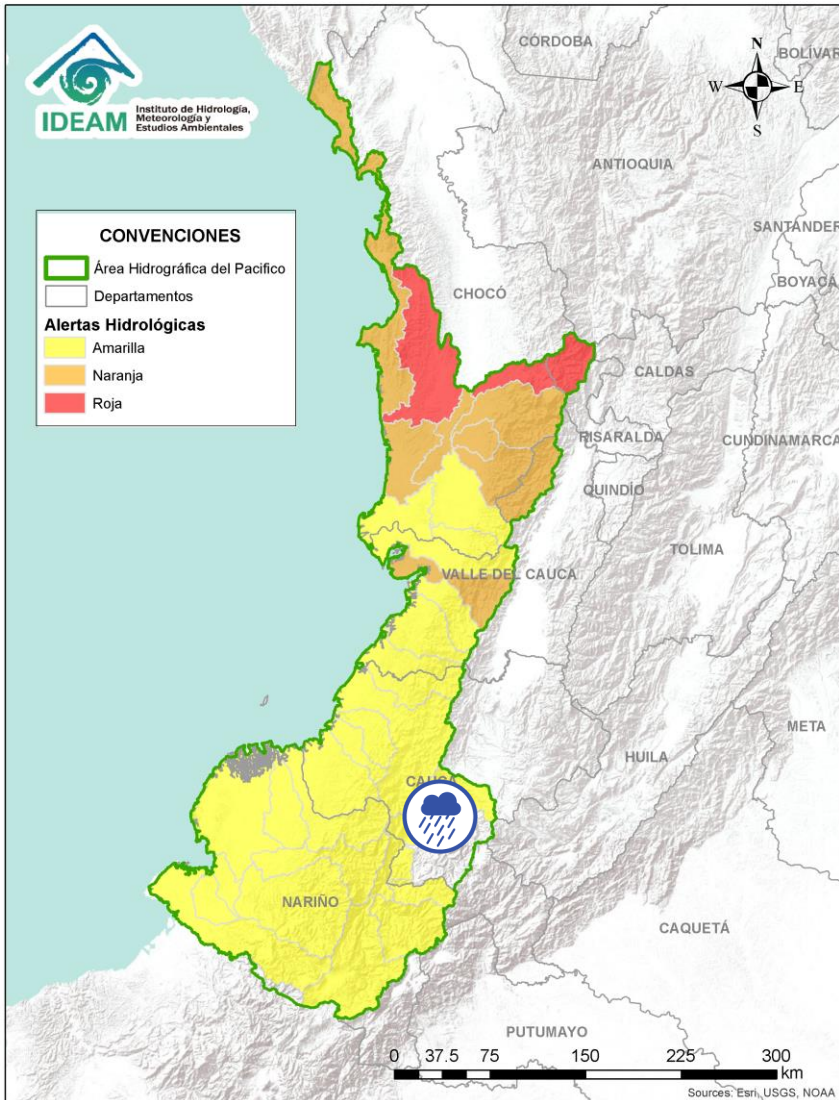 IDEAM
Instituto de Hidrología,
Meteorología y
Estudios Ambientales
CÓRDOBA
BOLÍVAR
N
W
E
S
ANTIOQUIA
SANTANDER
BOYACÁ
CONVENCIONES
Área Hidrográfica del Pacifico
Departamentos
Alertas Hidrológicas
Amarilla
Naranja
Roja
CHOCÓ
CALDAS
RISARALDA
CUNDINAMARCA
QUINDÍO
TOLIMA
VALLE DEL CAUCA
META
HUILA
CAUCA
NARIÑO
CAQUETÁ
PUTUMAYO
0 37.5 75 150 225 300
km
Sources: Esri, USGS, NOAA